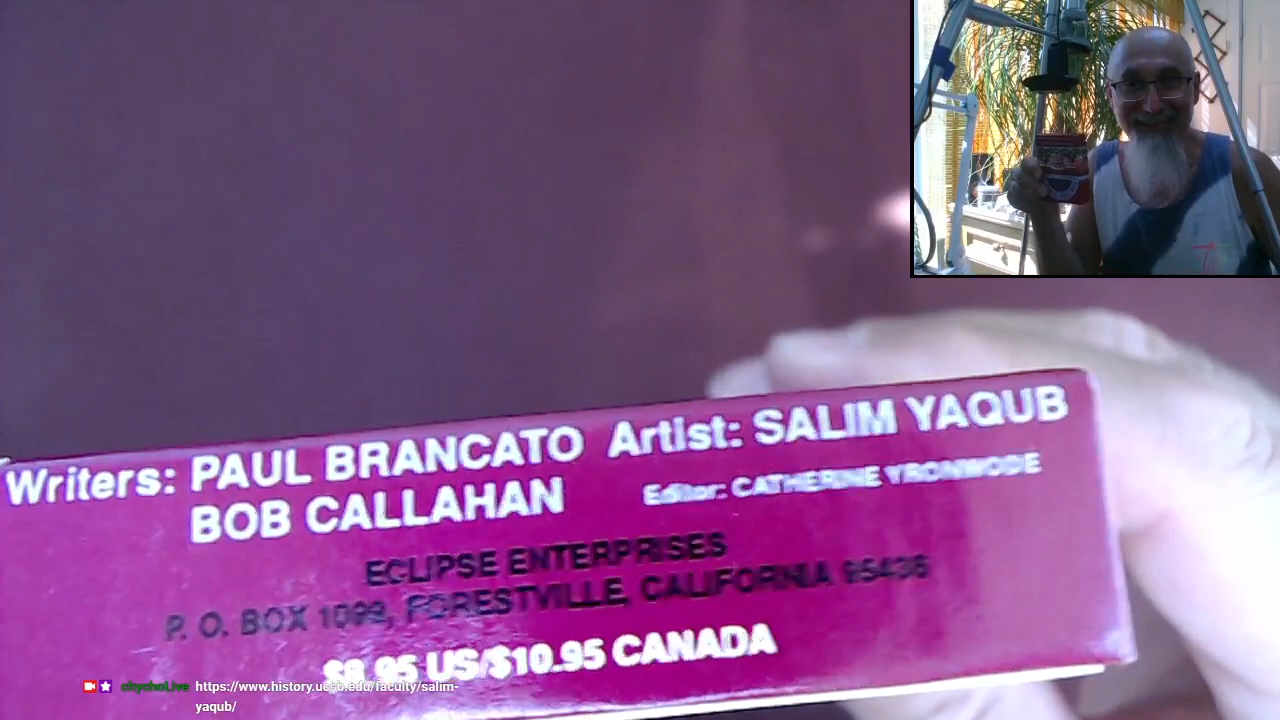 Writers: PAUL BRANCATO Artist: SALIM YAQUB
BOB CALLAHAN Editor: CATHERINE YRONWODE
ECLIPSE ENTERPRISES
P. O. BOX 1099, FORESTVILLE, CALIFORNIA 95436
$8.95 US/$10.95 CANADA
chychoLive https://www.history.ucsb.edu/faculty/salim-
yaqub/